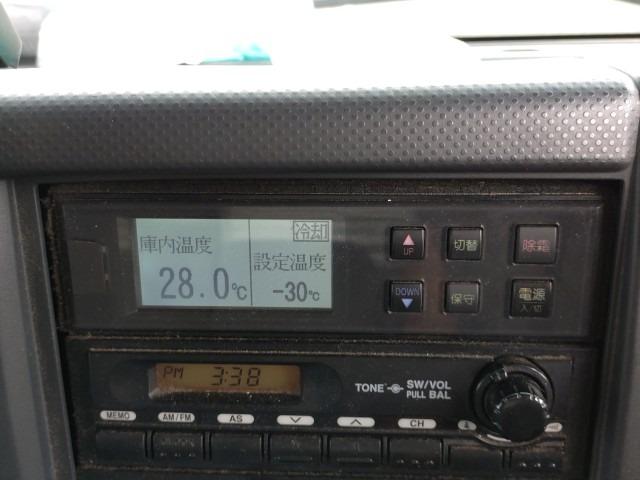 冷却
庫内温度
28.0℃
設定温度
-30℃
UP
切替
除霜
DOWN
保守
電源
入/切
PM 3:38
TONE
SW/VOL
PULL BAL
MEMO
AM/FM
AS
CH